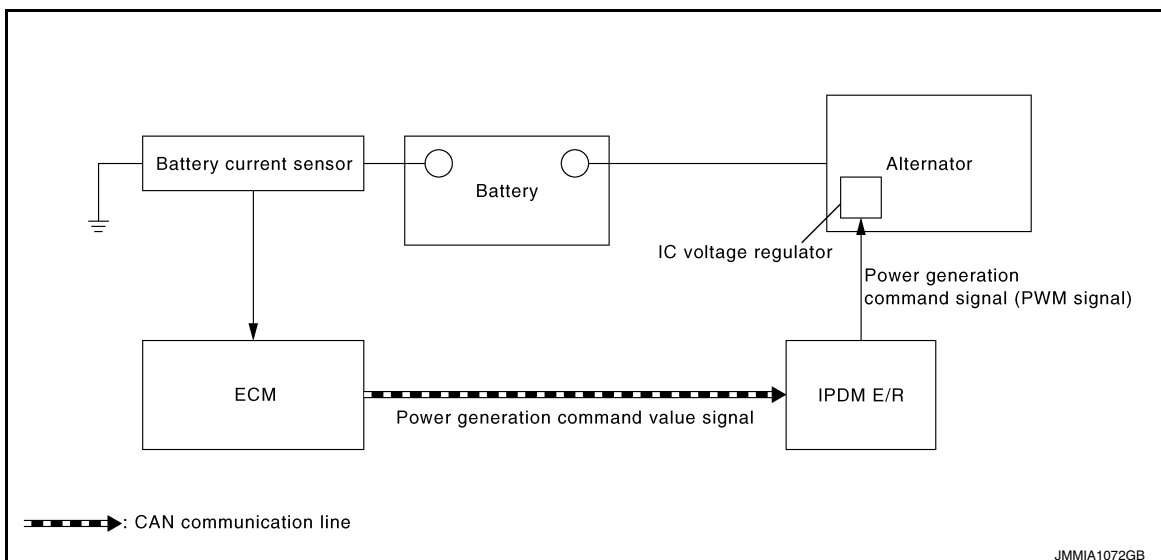 Battery current sensor
Battery
Alternator
IC voltage regulator
Power generation
command signal (PWM signal)
ECM
IPDM E/R
Power generation command value signal
: CAN communication line
JMMIA1072GB